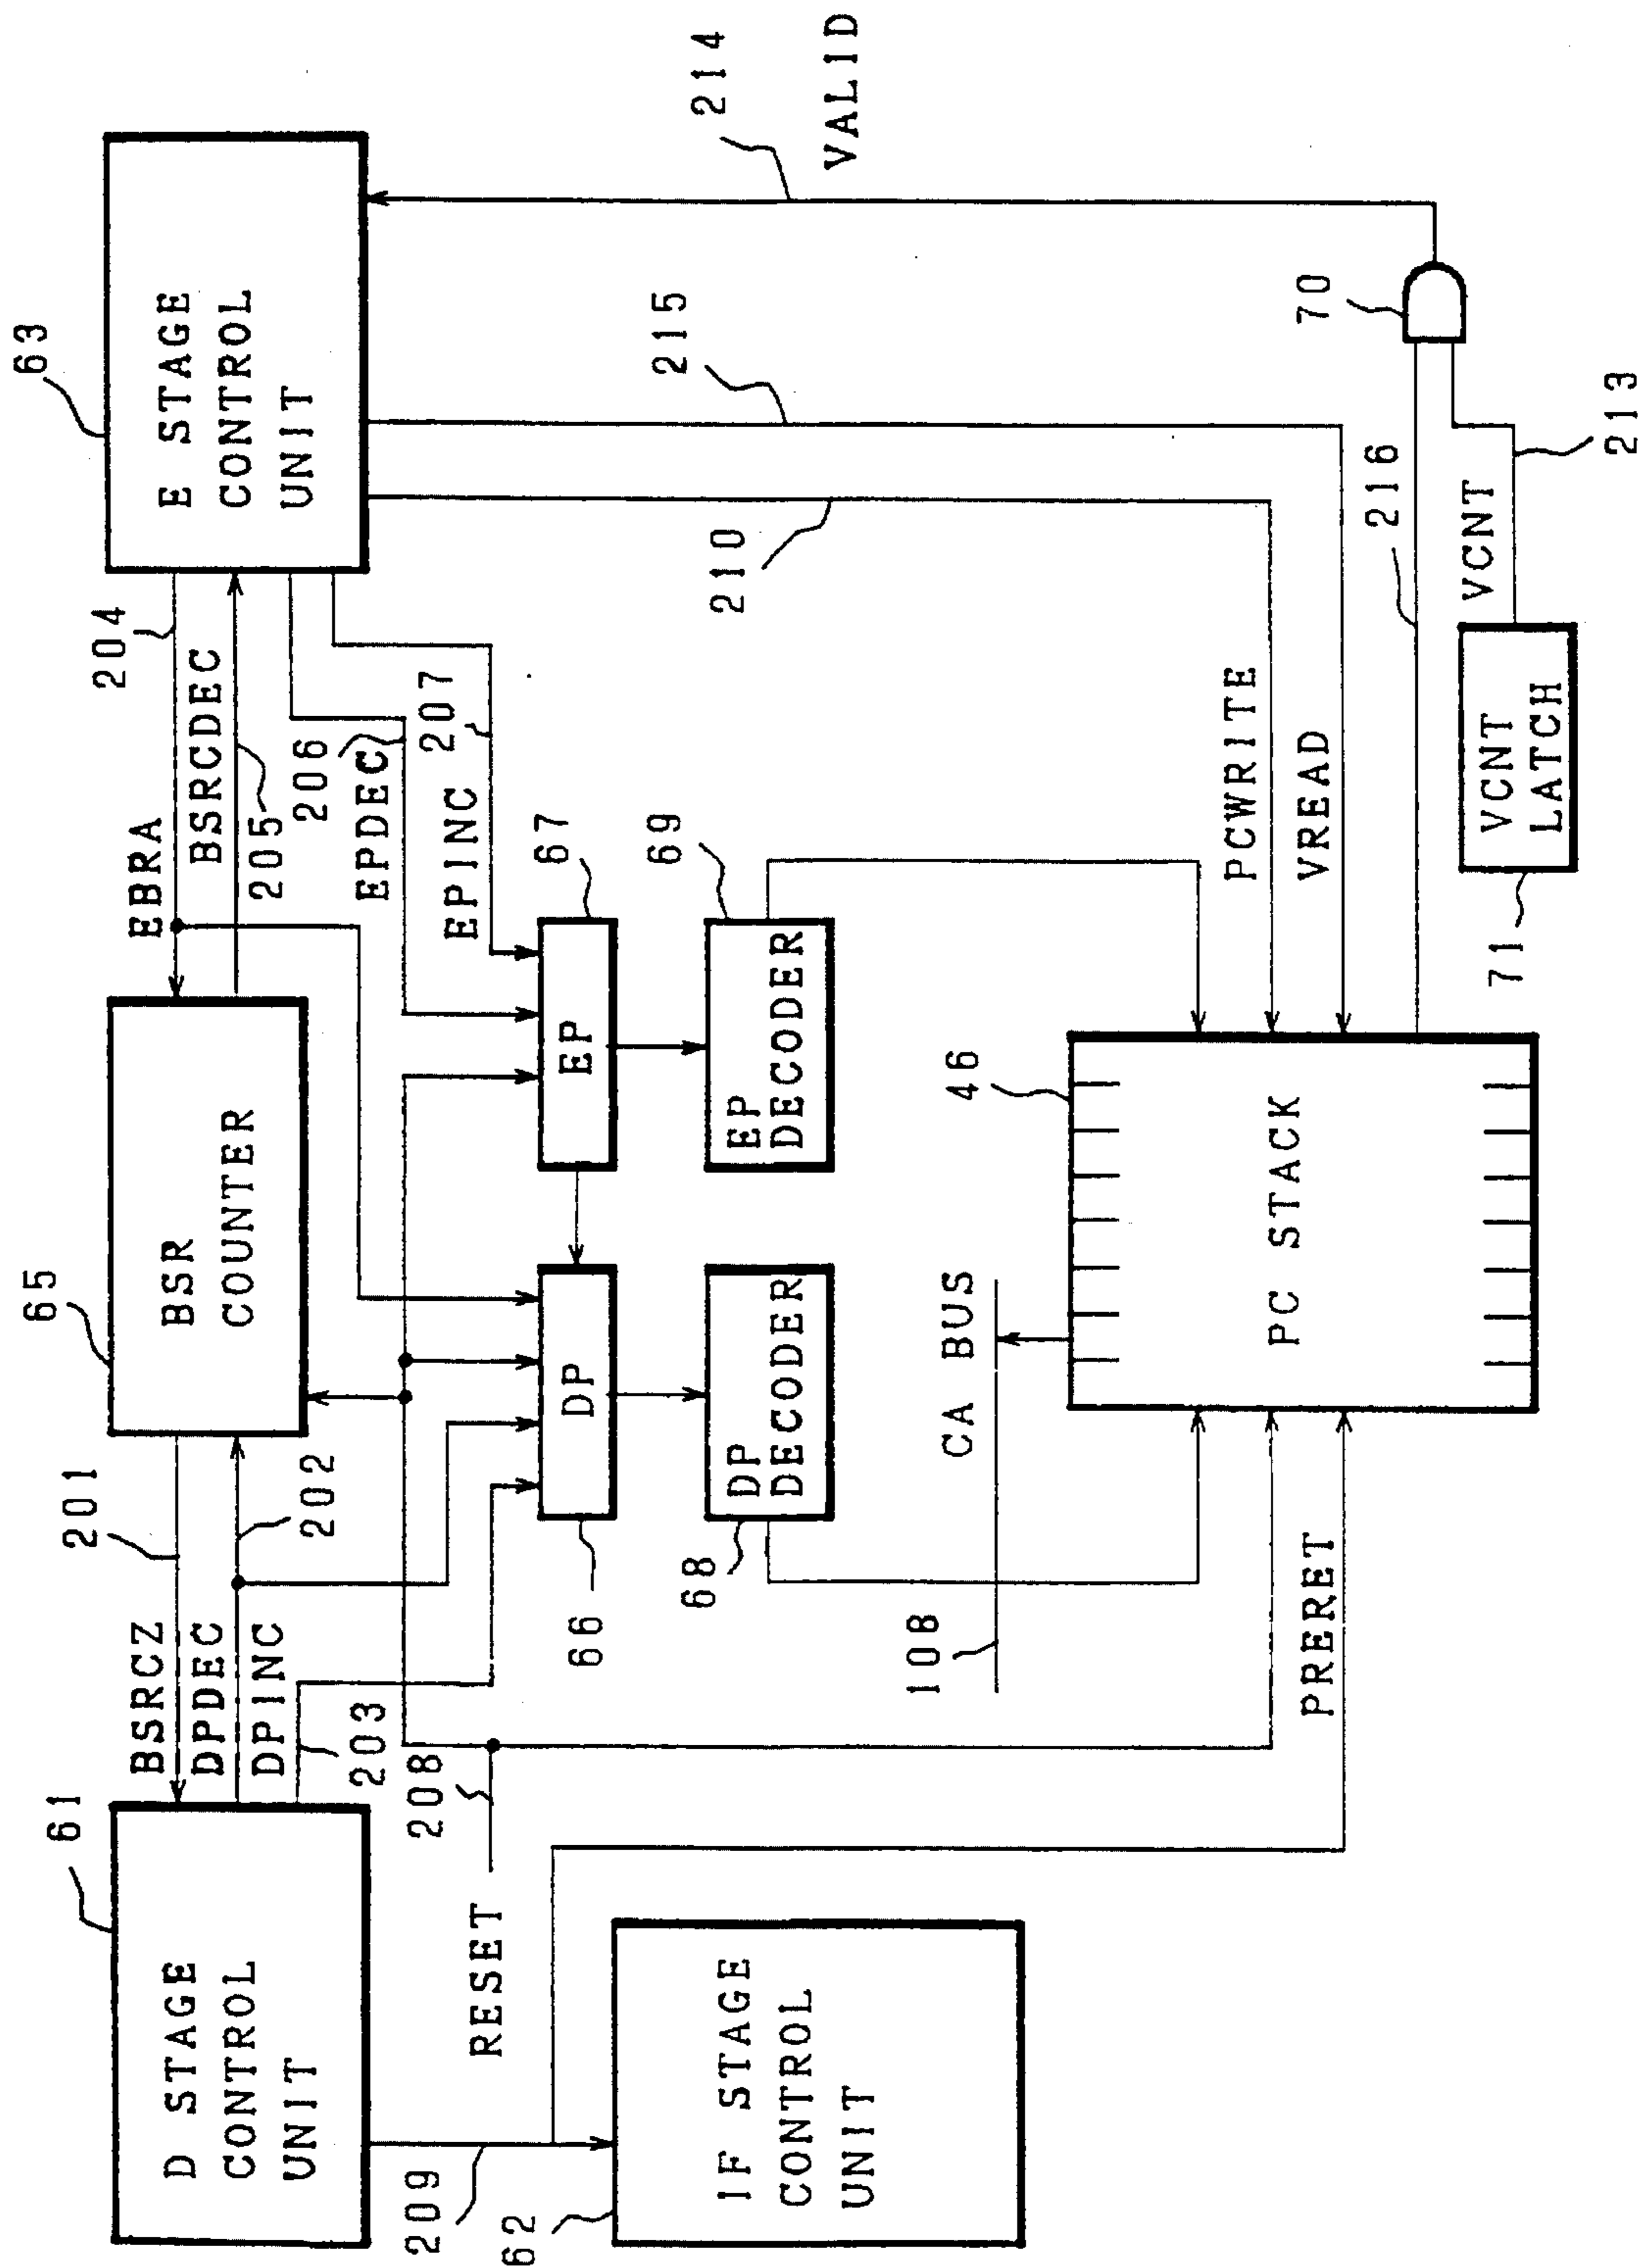 61
D STAGE
CONTROL
UNIT
BSRCZ
201
DPDEC
202
DPINC
203
65
BSR
COUNTER
EBRA
204
BSRCDEC
205
63
E STAGE
CONTROL
UNIT
206
EPDEC
207
EPINC
214
VALID
208
RESET
209
62
IF STAGE
CONTROL
UNIT
DP
66
EP
67
DP
DECODER
68
EP
DECODER
69
CA BUS
108
PRERET
46
PC STACK
210
PCWRITE
215
VREAD
216
70
VCNT
213
VCNT
LATCH
71